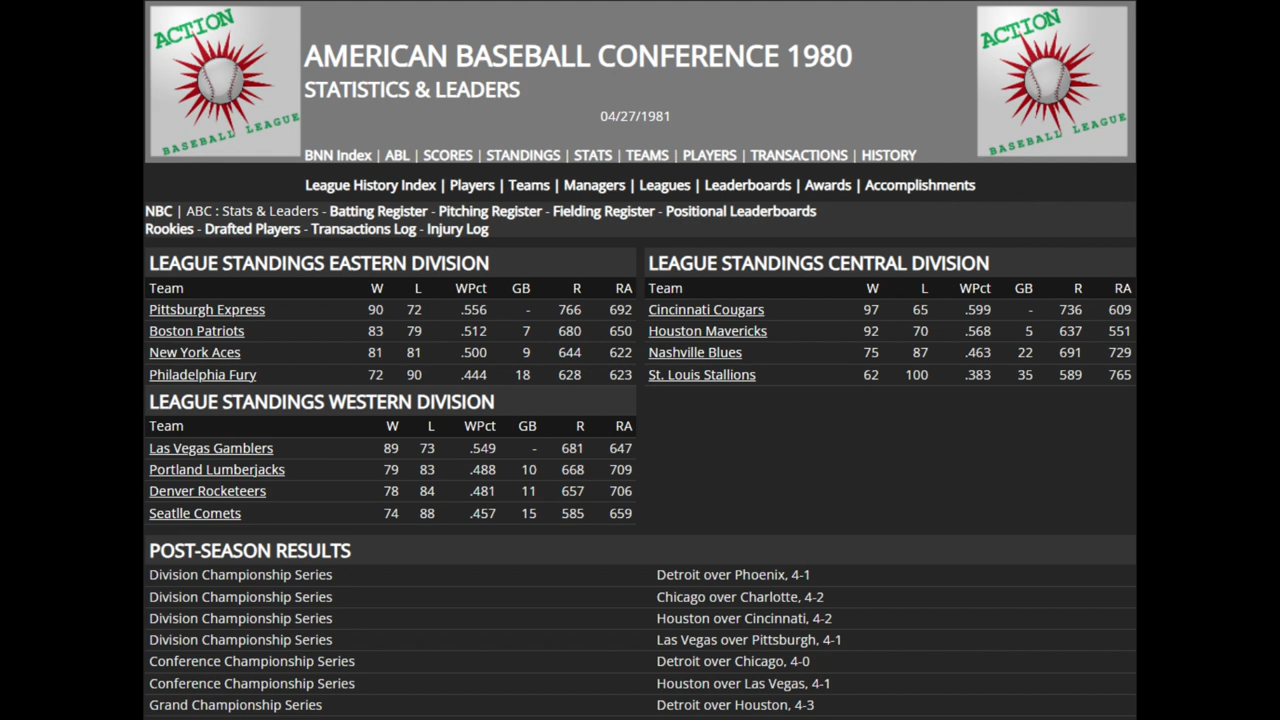 ACTION
BASEBALL LEAGUE
AMERICAN BASEBALL CONFERENCE 1980
STATISTICS & LEADERS
04/27/1981
BNN Index | ABL | SCORES | STANDINGS | STATS | TEAMS | PLAYERS | TRANSACTIONS | HISTORY
ACTION
BASEBALL LEAGUE
League History Index | Players | Teams | Managers | Leagues | Leaderboards | Awards | Accomplishments
NBC | ABC : Stats & Leaders - Batting Register - Pitching Register - Fielding Register - Positional Leaderboards
Rookies - Drafted Players - Transactions Log - Injury Log
LEAGUE STANDINGS EASTERN DIVISION
Team W L WPct GB R RA
Pittsburgh Express 90 72 .556 - 766 692
Boston Patriots 83 79 .512 7 680 650
New York Aces 81 81 .500 9 644 622
Philadelphia Fury 72 90 .444 18 628 623
LEAGUE STANDINGS CENTRAL DIVISION
Team W L WPct GB R RA
Cincinnati Cougars 97 65 .599 - 736 609
Houston Mavericks 92 70 .568 5 637 551
Nashville Blues 75 87 .463 22 691 729
St. Louis Stallions 62 100 .383 35 589 765
LEAGUE STANDINGS WESTERN DIVISION
Team W L WPct GB R RA
Las Vegas Gamblers 89 73 .549 - 681 647
Portland Lumberjacks 79 83 .488 10 668 709
Denver Rocketeers 78 84 .481 11 657 706
Seatlle Comets 74 88 .457 15 585 659
POST-SEASON RESULTS
Division Championship Series Detroit over Phoenix, 4-1
Division Championship Series Chicago over Charlotte, 4-2
Division Championship Series Houston over Cincinnati, 4-2
Division Championship Series Las Vegas over Pittsburgh, 4-1
Conference Championship Series Detroit over Chicago, 4-0
Conference Championship Series Houston over Las Vegas, 4-1
Grand Championship Series Detroit over Houston, 4-3